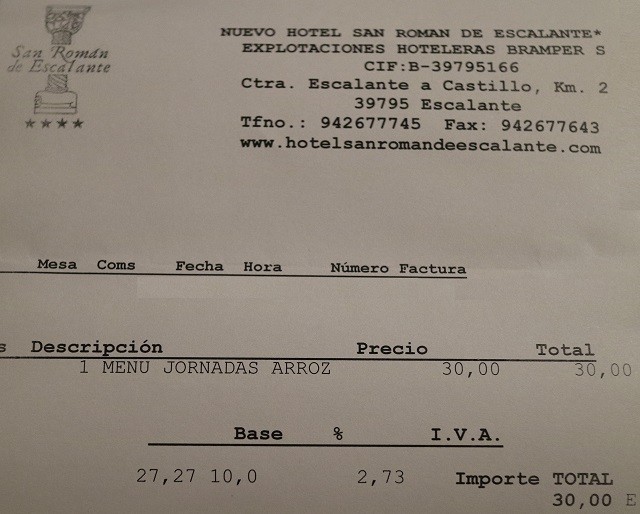 San Román
de Escalante
NUEVO HOTEL SAN ROMAN DE ESCALANTE*
EXPLOTACIONES HOTELERAS BRAMPER S
CIF:B-39795166
Ctra. Escalante a Castillo, Km. 2
39795 Escalante
Tfno.: 942677745 Fax: 942677643
www.hotelsanromandeescalante.com
Mesa Coms Fecha Hora Número Factura
s Descripción Precio Total
1 MENU JORNADAS ARROZ 30,00 30,00
Base % I.V.A.
27,27 10,0 2,73 Importe TOTAL
30,00 E